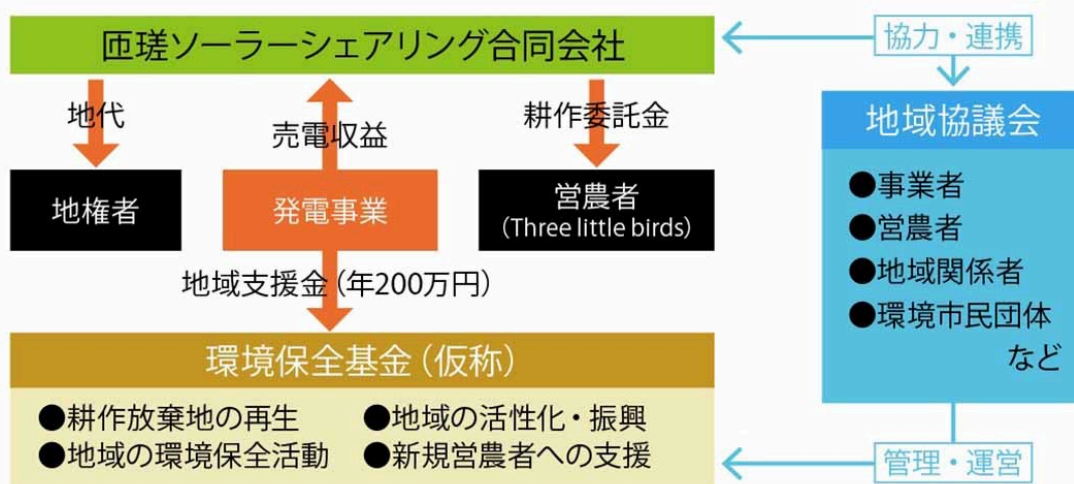 匝瑳ソーラーシェアリング合同会社
協力・連携
地代
売電収益
耕作委託金
地権者
発電事業
営農者
(Three little birds)
地域支援金(年200万円)
環境保全基金(仮称)
●耕作放棄地の再生
●地域の活性化・振興
●地域の環境保全活動
●新規営農者への支援
地域協議会
●事業者
●営農者
●地域関係者
●環境市民団体
など
管理・運営